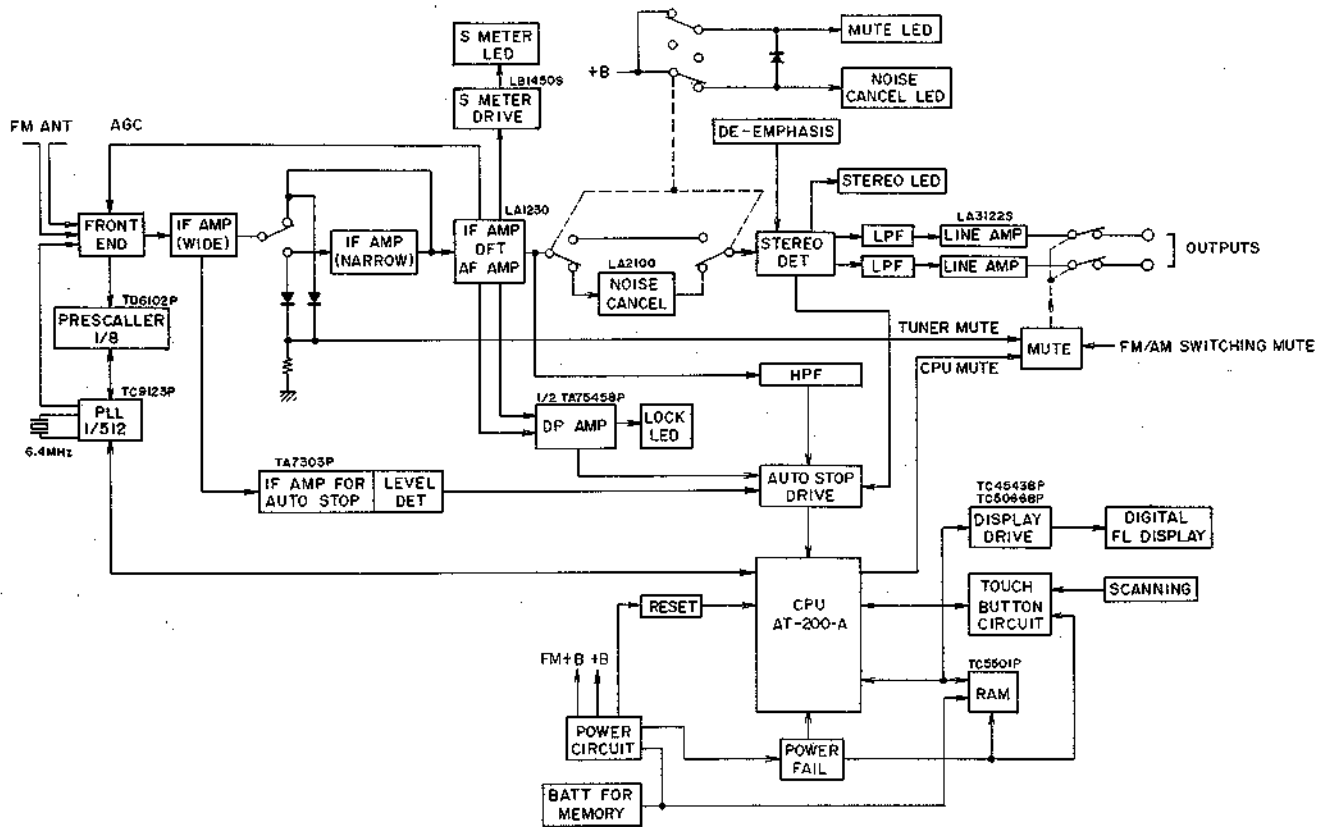 S METER
LED
LB1450S
S METER
DRIVE
+B
MUTE LED
NOISE
CANCEL LED
FM ANT
AGC
DE-EMPHASIS
STEREO LED
FRONT
END
IF AMP
(WIDE)
IF AMP
(NARROW)
LA1230
IF AMP
DET
AF AMP
LA2100
NOISE
CANCEL
STEREO
DET
LPF
LPF
LA3122S
LINE AMP
LINE AMP
OUTPUTS
TD6102P
PRESCALLER
1/8
TUNER MUTE
MUTE
FM/AM SWITCHING MUTE
CPU MUTE
HPF
TC9123P
PLL
1/512
6.4MHz
1/2 TA75458P
DP AMP
LOCK
LED
TA7303P
IF AMP FOR
AUTO STOP
LEVEL
DET
AUTO STOP
DRIVE
TC4543BP
TC5066BP
DISPLAY
DRIVE
DIGITAL
FL DISPLAY
CPU
AT-200-A
RESET
TOUCH
BUTTON
CIRCUIT
SCANNING
FM+B +B
TC5501P
RAM
POWER
CIRCUIT
POWER
FAIL
BATT FOR
MEMORY